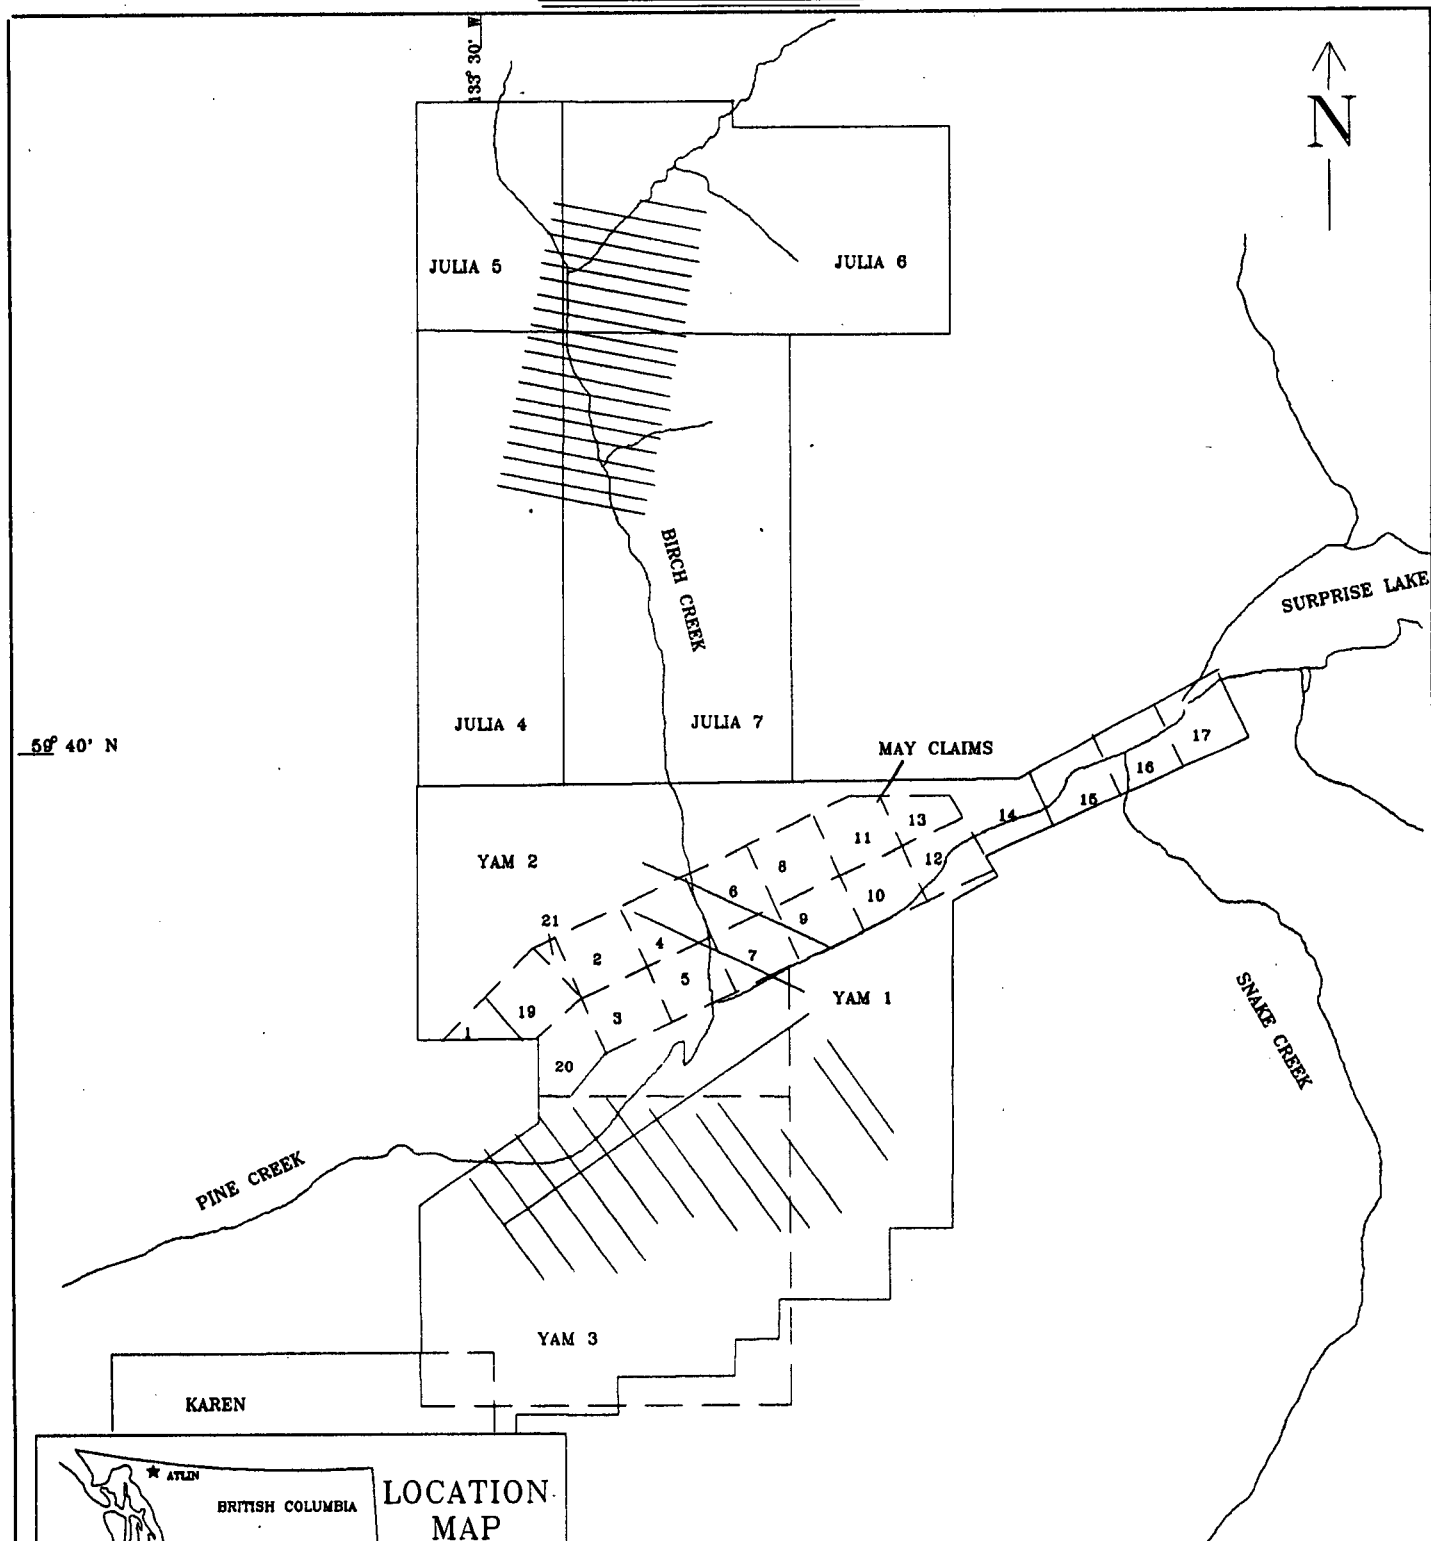 133° 30' W
N
JULIA 5
JULIA 6
BIRCH CREEK
SURPRISE LAKE
JULIA 4
JULIA 7
59° 40' N
MAY CLAIMS
17
16
15
14
13
11
12
YAM 2
8
6
10
9
21
4
2
7
5
YAM 1
19
3
1
20
SNAKE CREEK
PINE CREEK
YAM 3
KAREN
ATLIN
BRITISH COLUMBIA
LOCATION
MAP